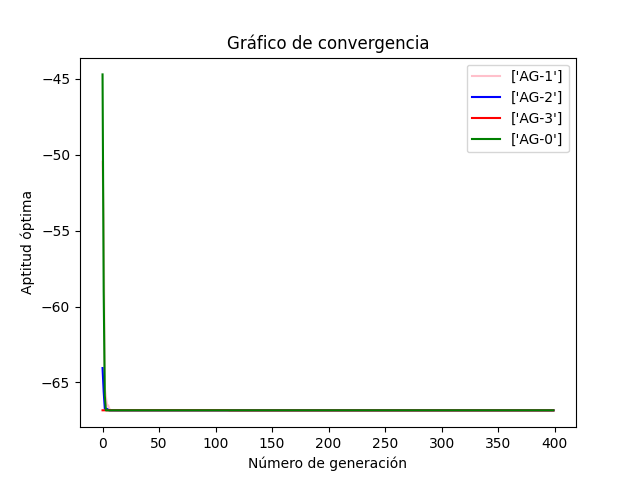 Gráfico de convergencia
['AG-1']
['AG-2']
['AG-3']
['AG-0']
Aptitud óptima
−45
−50
−55
−60
−65
0 50 100 150 200 250 300 350 400
Número de generación